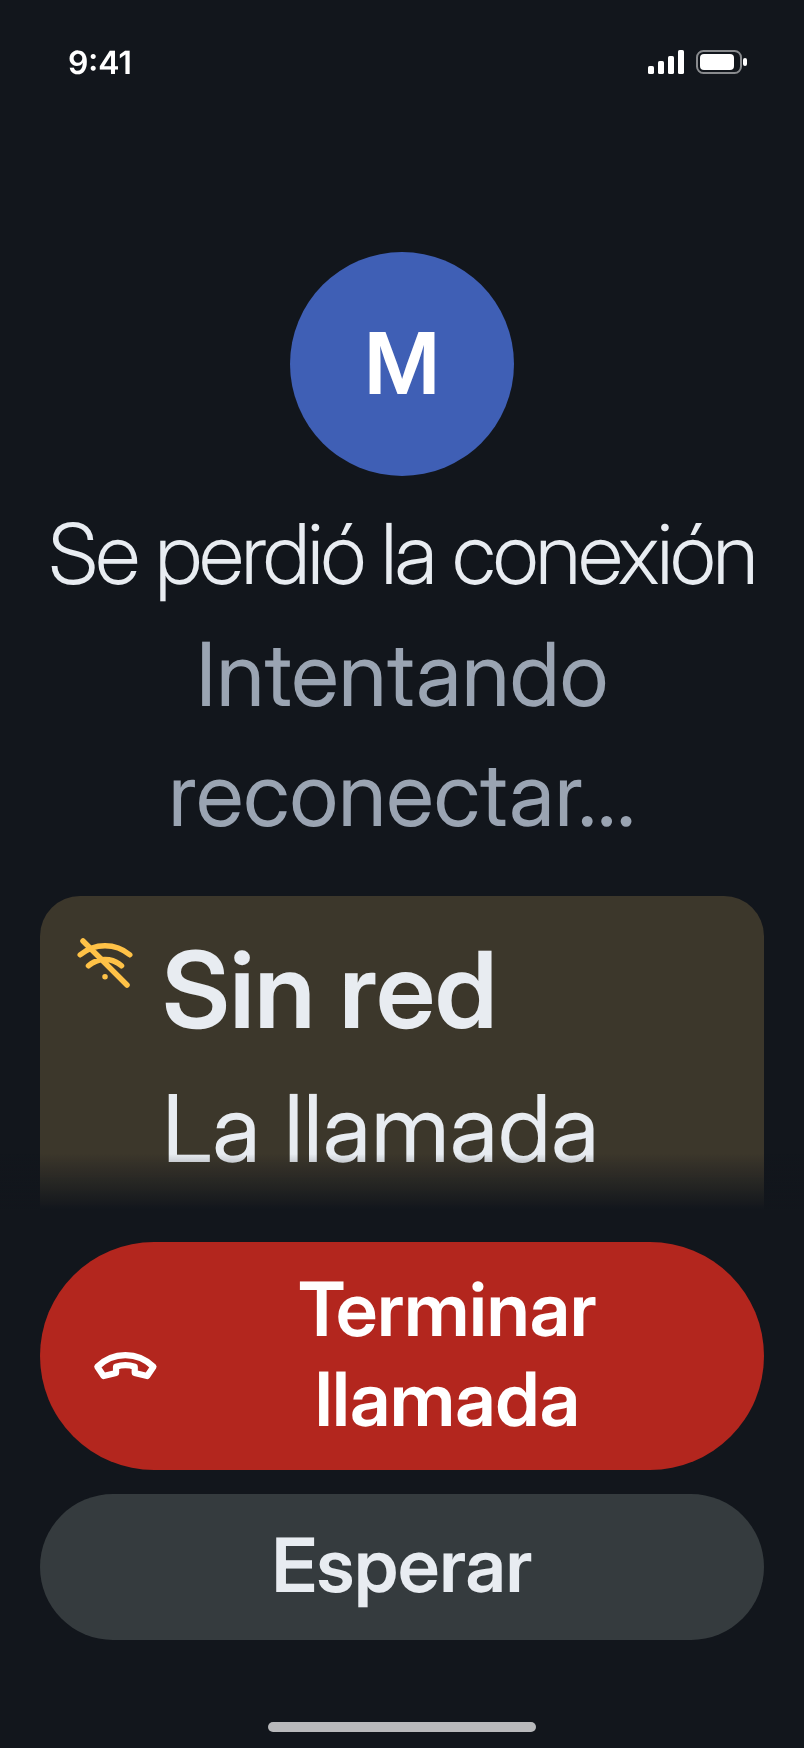 9:41
M
Se perdió la conexión
Intentando
reconectar...
Sin red
La llamada
Terminar
llamada
Esperar